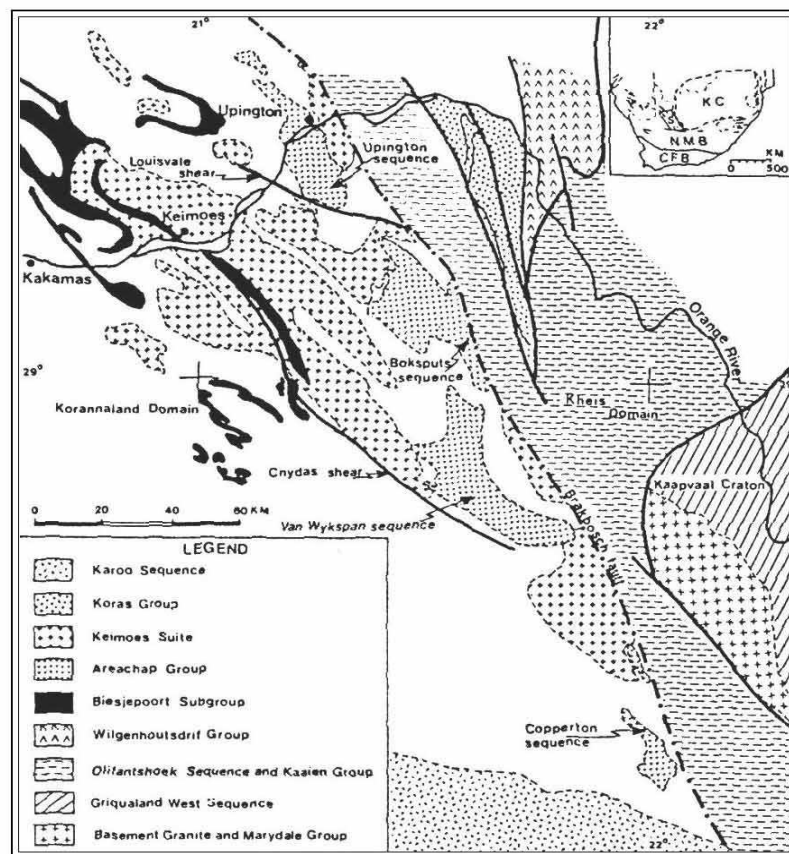 21°
22°
Upington
KC
NMB
CFB
KM
500
Louisvale
shear
Upington
sequence
Keimoes
Kakamas
Orange River
Boksputs
sequence
29°
Kheis
Domain
Korannaland Domain
Kaapvaal Craton
Cnydas shear
0 20 40 60 KM
Van Wykspan sequence
Brakbosch fault
LEGEND
Karoo Sequence
Koras Group
Keimoes Suite
Areachap Group
Biesjepoort Subgroup
Wilgenhoutsdrif Group
Olifantshoek Sequence and Kaaien Group
Griqualand West Sequence
Basement Granite and Marydale Group
Copperton
sequence
22°